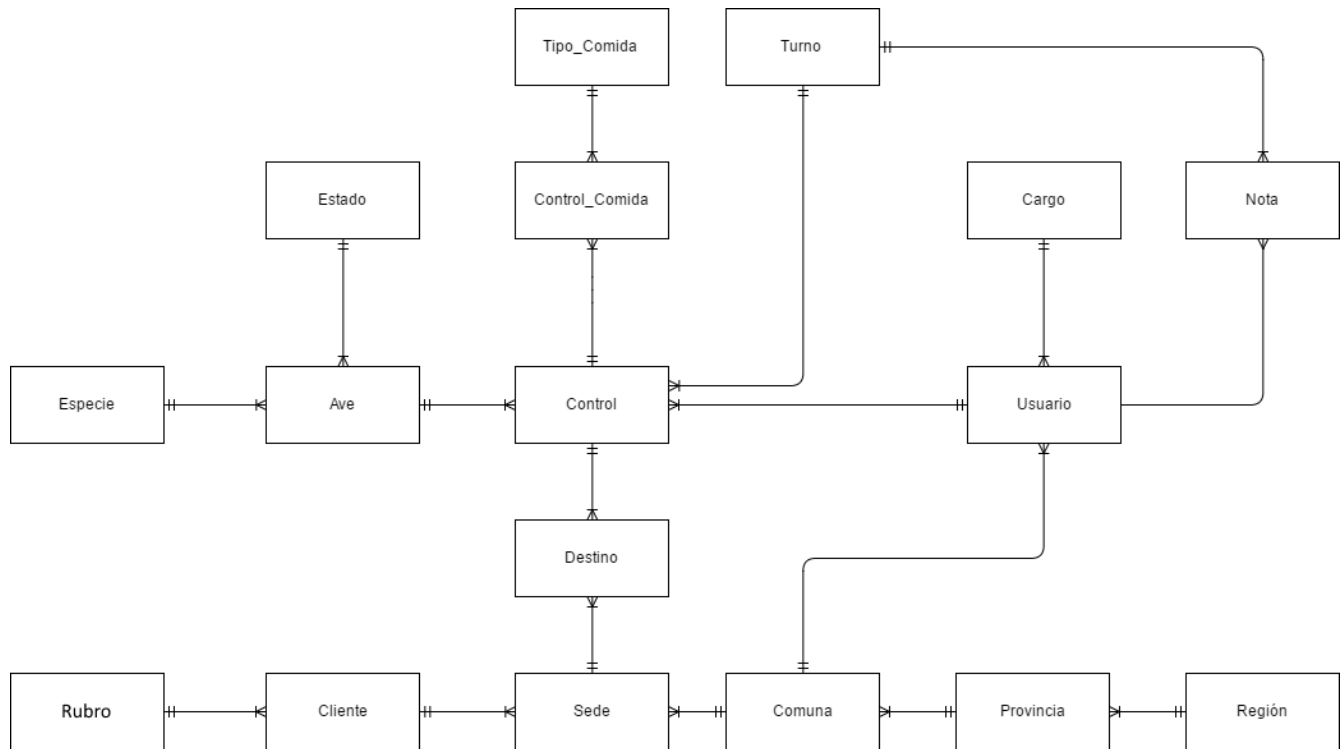 Tipo_Comida
Turno
Estado
Control_Comida
Cargo
Nota
Especie
Ave
Control
Usuario
Destino
Rubro
Cliente
Sede
Comuna
Provincia
Región